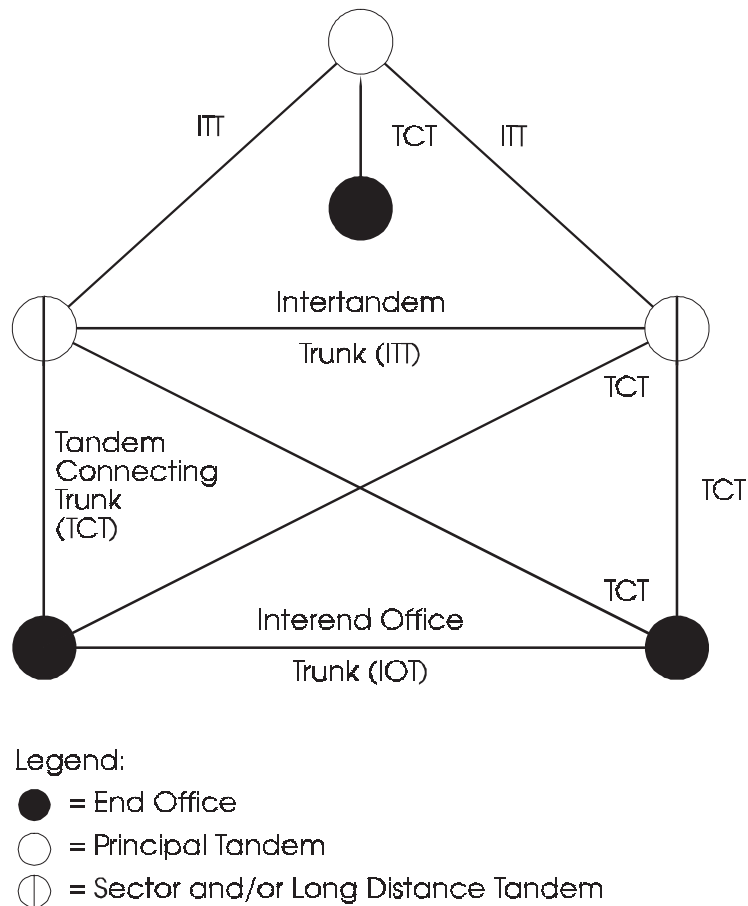 ITT
TCT
ITT
Intertandem
Trunk (ITT)
TCT
Tandem
Connecting
Trunk
(TCT)
TCT
TCT
Interend Office
Trunk (IOT)
Legend:
= End Office
= Principal Tandem
= Sector and/or Long Distance Tandem